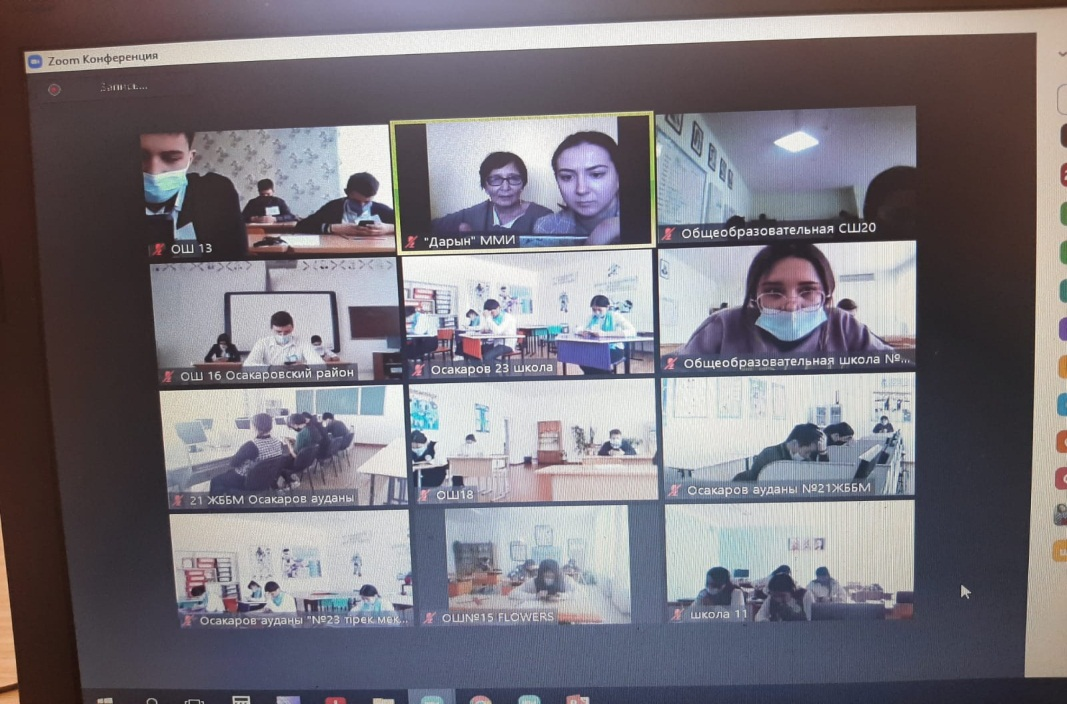 Zoom Конференция
Запись...
ОШ 13
"Дарын" ММИ
Общеобразовательная СШ20
ОШ 16 Осакаровский район
Осакаров 23 школа
Общеобразовательная школа №...
21 ЖББМ Осакаров ауданы
ОШ18
Осакаров ауданы №21ЖББМ
Осакаров ауданы "№23 тірек мек...
ОШ№15 FLOWERS
школа 11